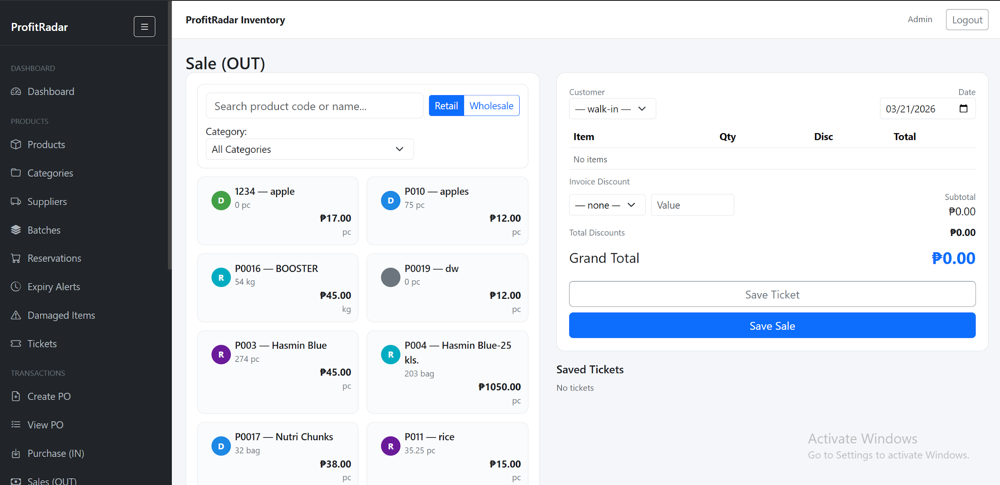 ProfitRadar
DASHBOARD
Dashboard
PRODUCTS
Products
Categories
Suppliers
Batches
Reservations
Expiry Alerts
Damaged Items
Tickets
TRANSACTIONS
Create PO
View PO
Purchase (IN)
Sales (OUT)
ProfitRadar Inventory
Admin
Logout
Sale (OUT)
Search product code or name...
Retail
Wholesale
Category:
All Categories
D
1234 — apple
0 pc
₱17.00
pc
D
P010 — apples
75 pc
₱12.00
pc
R
P0016 — BOOSTER
54 kg
₱45.00
kg
P0019 — dw
0 pc
₱12.00
pc
R
P003 — Hasmin Blue
274 pc
₱45.00
pc
R
P004 — Hasmin Blue-25
kls.
203 bag
₱1050.00
pc
D
P0017 — Nutri Chunks
32 bag
₱38.00
pc
R
P011 — rice
35.25 pc
₱15.00
pc
Customer
— walk-in —
Date
03/21/2026
Item Qty Disc Total
No items
Invoice Discount
— none —
Value
Subtotal
₱0.00
Total Discounts
₱0.00
Grand Total
₱0.00
Save Ticket
Save Sale
Saved Tickets
No tickets
Activate Windows
Go to Settings to activate Windows.